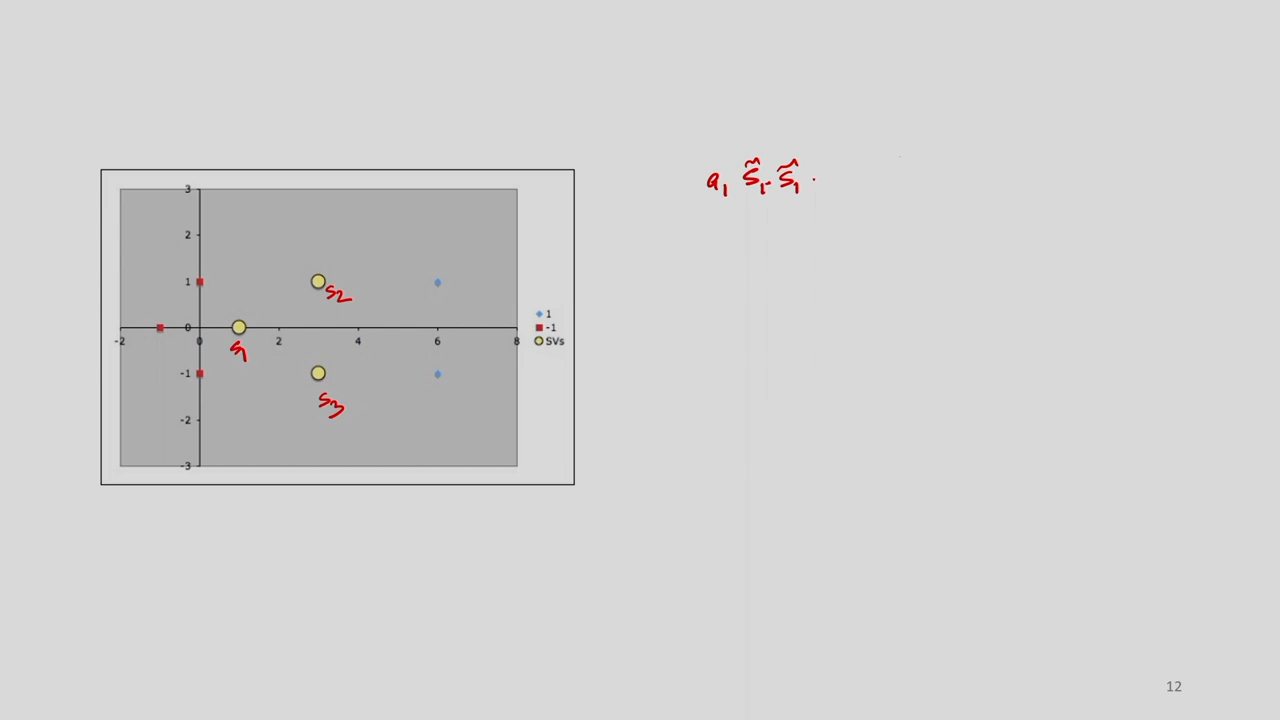 a₁ s̃₁·s̃₁ ·
3
2
1
0
-1
-2
-3
-2 0 2 4 6 8
s2
s1
s3
1
-1
SVs
12